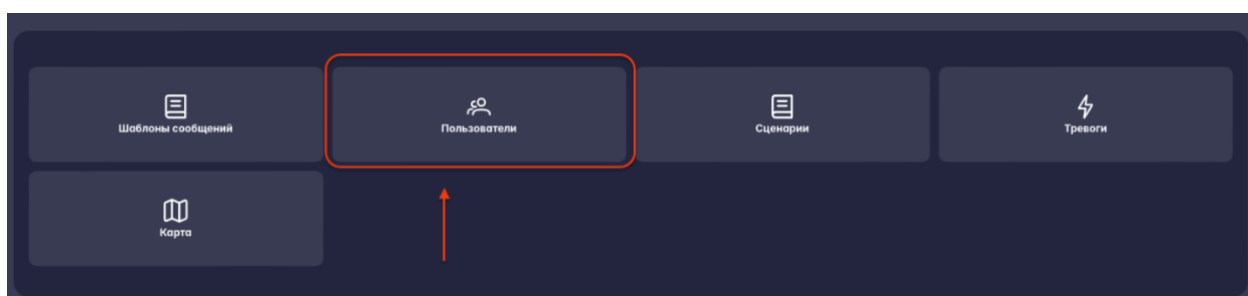 Шаблоны сообщений
Пользователи
Сценарии
Тревоги
Карта